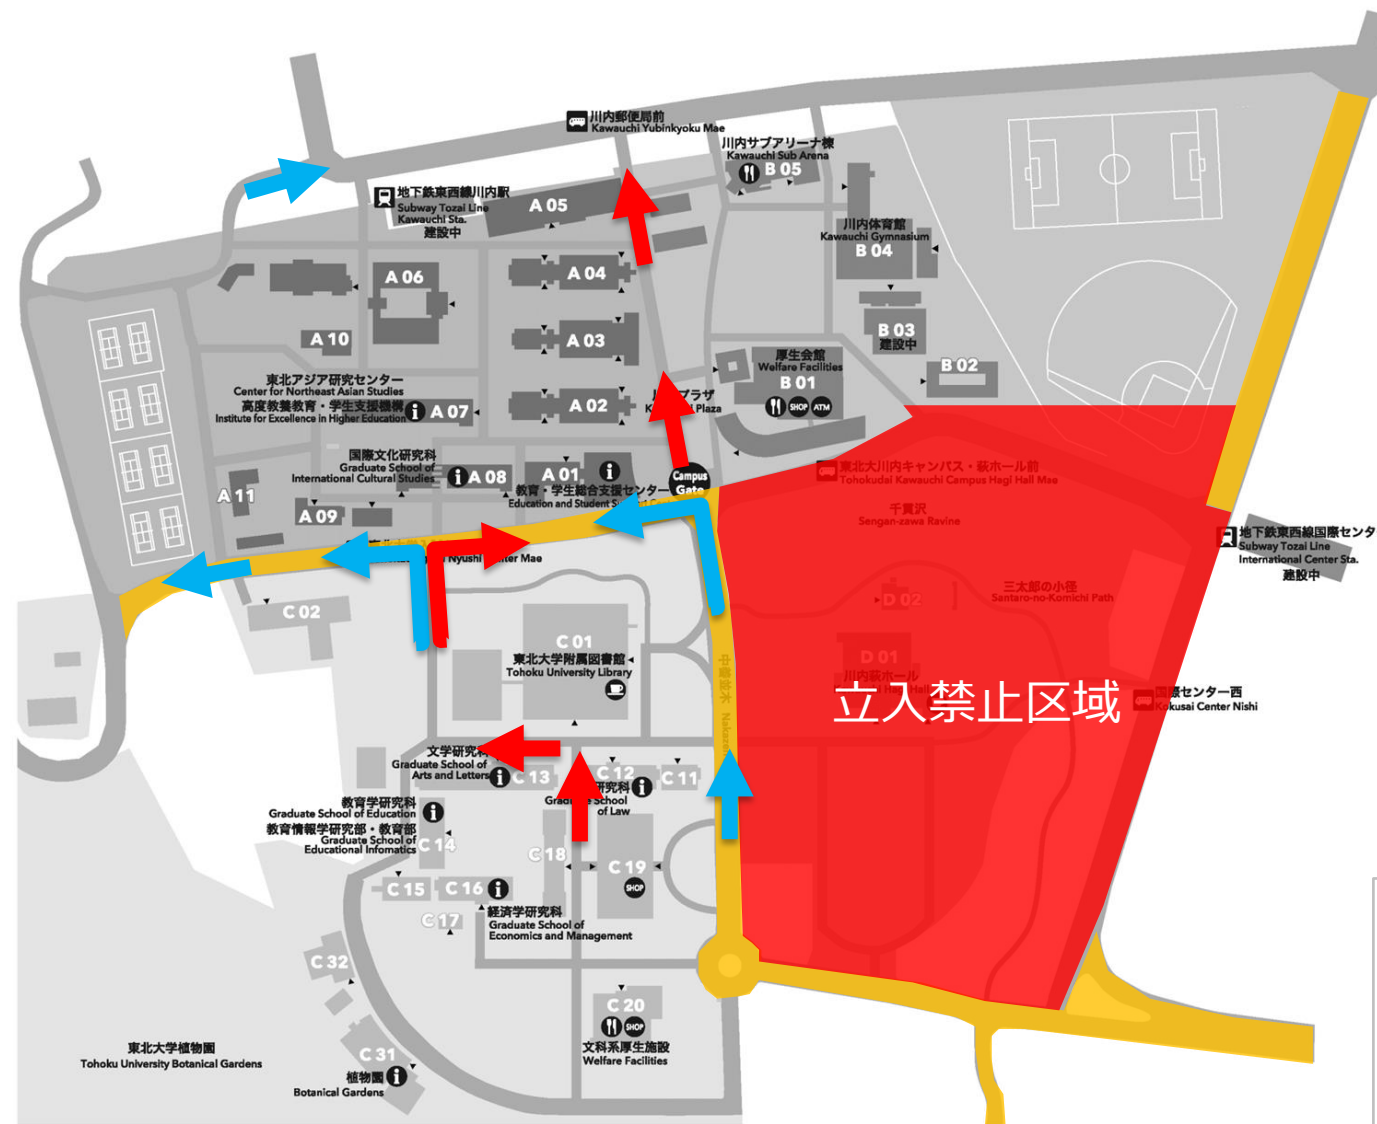 川内郵便局前
Kawauchi Yubinkyoku Mae
川内サブアリーナ棟
Kawauchi Sub Arena
B 05
地下鉄東西線川内駅
Subway Tozai Line
Kawauchi Sta.
建設中
A 05
川内体育館
Kawauchi Gymnasium
B 04
A 06
A 04
B 03
建設中
A 10
A 03
厚生会館
Welfare Facilities
B 01
SHOP
ATM
B 02
東北アジア研究センター
Center for Northeast Asian Studies
高度教養教育・学生支援機構
Institute for Excellence in Higher Education
A 07
A 02
プラザ
Plaza
国際文化研究科
Graduate School of
International Cultural Studies
A 08
A 01
教育・学生総合支援センター
Education and Student
Campus
Gate
東北大川内キャンパス・萩ホール前
Tohokudai Kawauchi Campus Hagi Hall Mae
A 11
A 09
千貫沢
Sengan-zawa Ravine
Nyushi Center Mae
地下鉄東西線国際センタ
Subway Tozai Line
International Center Sta.
建設中
C 02
D 02
三太郎の小径
Santaro-no-Komichi Path
C 01
東北大学附属図書館
Tohoku University Library
D 01
川内萩ホール
Hagi Hall
立入禁止区域
国際センター西
Kokusai Center Nishi
中善並木
文学研究科
Graduate School of
Arts and Letters
C 13
C 12
C 11
研究科
Graduate School
of Law
教育学研究科
Graduate School of Education
教育情報学研究部・教育部
Graduate School of
Educational Infomatics
C 14
C 18
C 19
SHOP
C 15
C 16
C 17
経済学研究科
Graduate School of
Economics and Management
C 32
C 20
SHOP
文科系厚生施設
Welfare Facilities
東北大学植物園
Tohoku University Botanical Gardens
C 31
植物園
Botanical Gardens